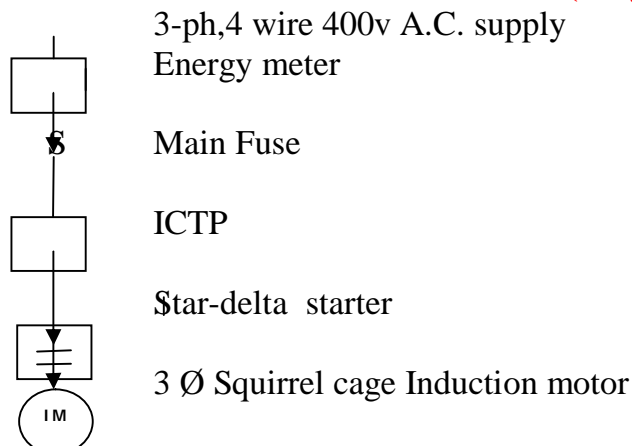 3-ph,4 wire 400v A.C. supply
Energy meter
S
Main Fuse
ICTP
Star-delta starter
3 Ø Squirrel cage Induction motor
IM